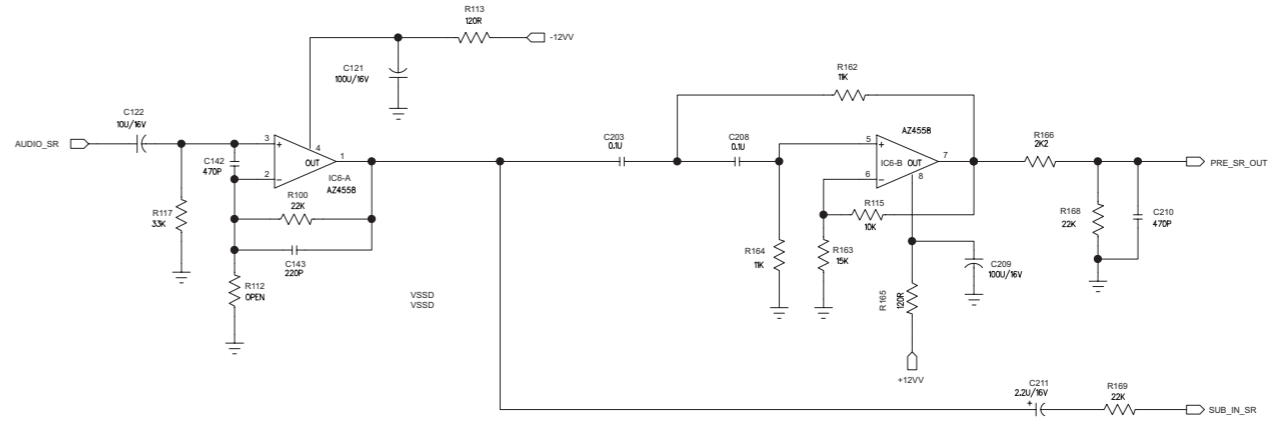 R113
120R
-12VV
C121
100U/16V
R162
11K
C122
10U/16V
AUDIO_SR
3
+
4
OUT
1
2
−
IC6-A
AZ4558
C142
470P
C203
0.1U
C208
0.1U
5
+
AZ4558
IC6-B OUT
7
6
−
8
R166
2K2
PRE_SR_OUT
R100
22K
R117
33K
R115
10K
R168
22K
C210
470P
C143
220P
R164
11K
R163
15K
C209
100U/16V
R112
OPEN
VSSD
VSSD
R165
120R
+12VV
C211
2.2U/16V
+
R169
22K
SUB_IN_SR